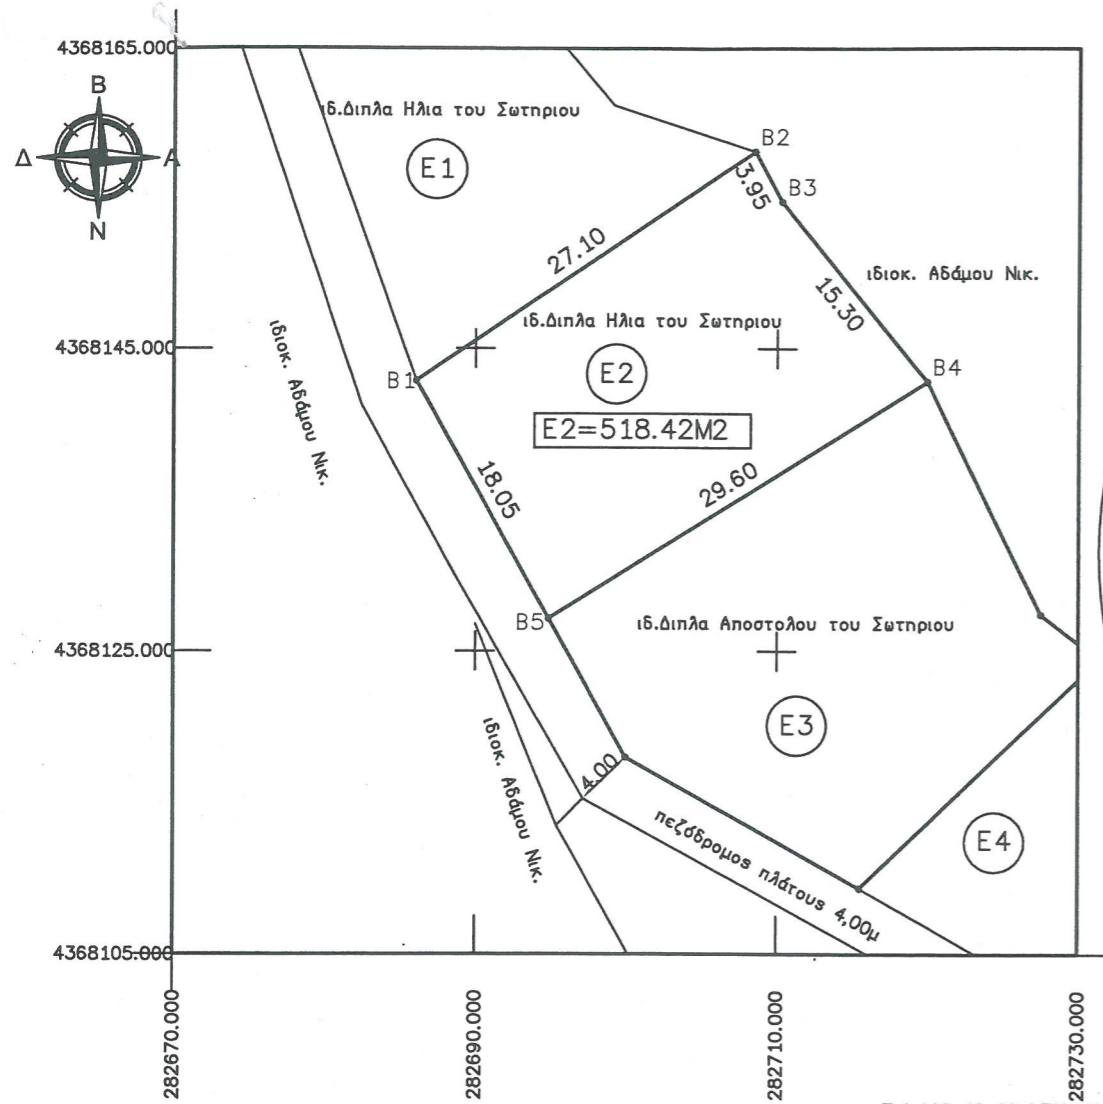 4368165.000
Β
Δ
Α
Ν
ιδ.Διπλα Ηλια του Σωτηριου
Ε1
Β2
3.95
Β3
27.10
ιδιοκ. Αδάμου Νικ.
15.30
ιδ.Διπλα Ηλια του Σωτηριου
4368145.000
ιδιοκ. Αδάμου Νικ.
Β1
Ε2
Β4
Ε2=518.42Μ2
18.05
29.60
Β5
ιδ.Διπλα Αποστολου του Σωτηριου
4368125.000
Ε3
ιδιοκ. Αδάμου Νικ.
4.00
πεζόδρομος πλάτους 4,00μ
Ε4
4368105.000
282670.000
282690.000
282710.000
282730.000